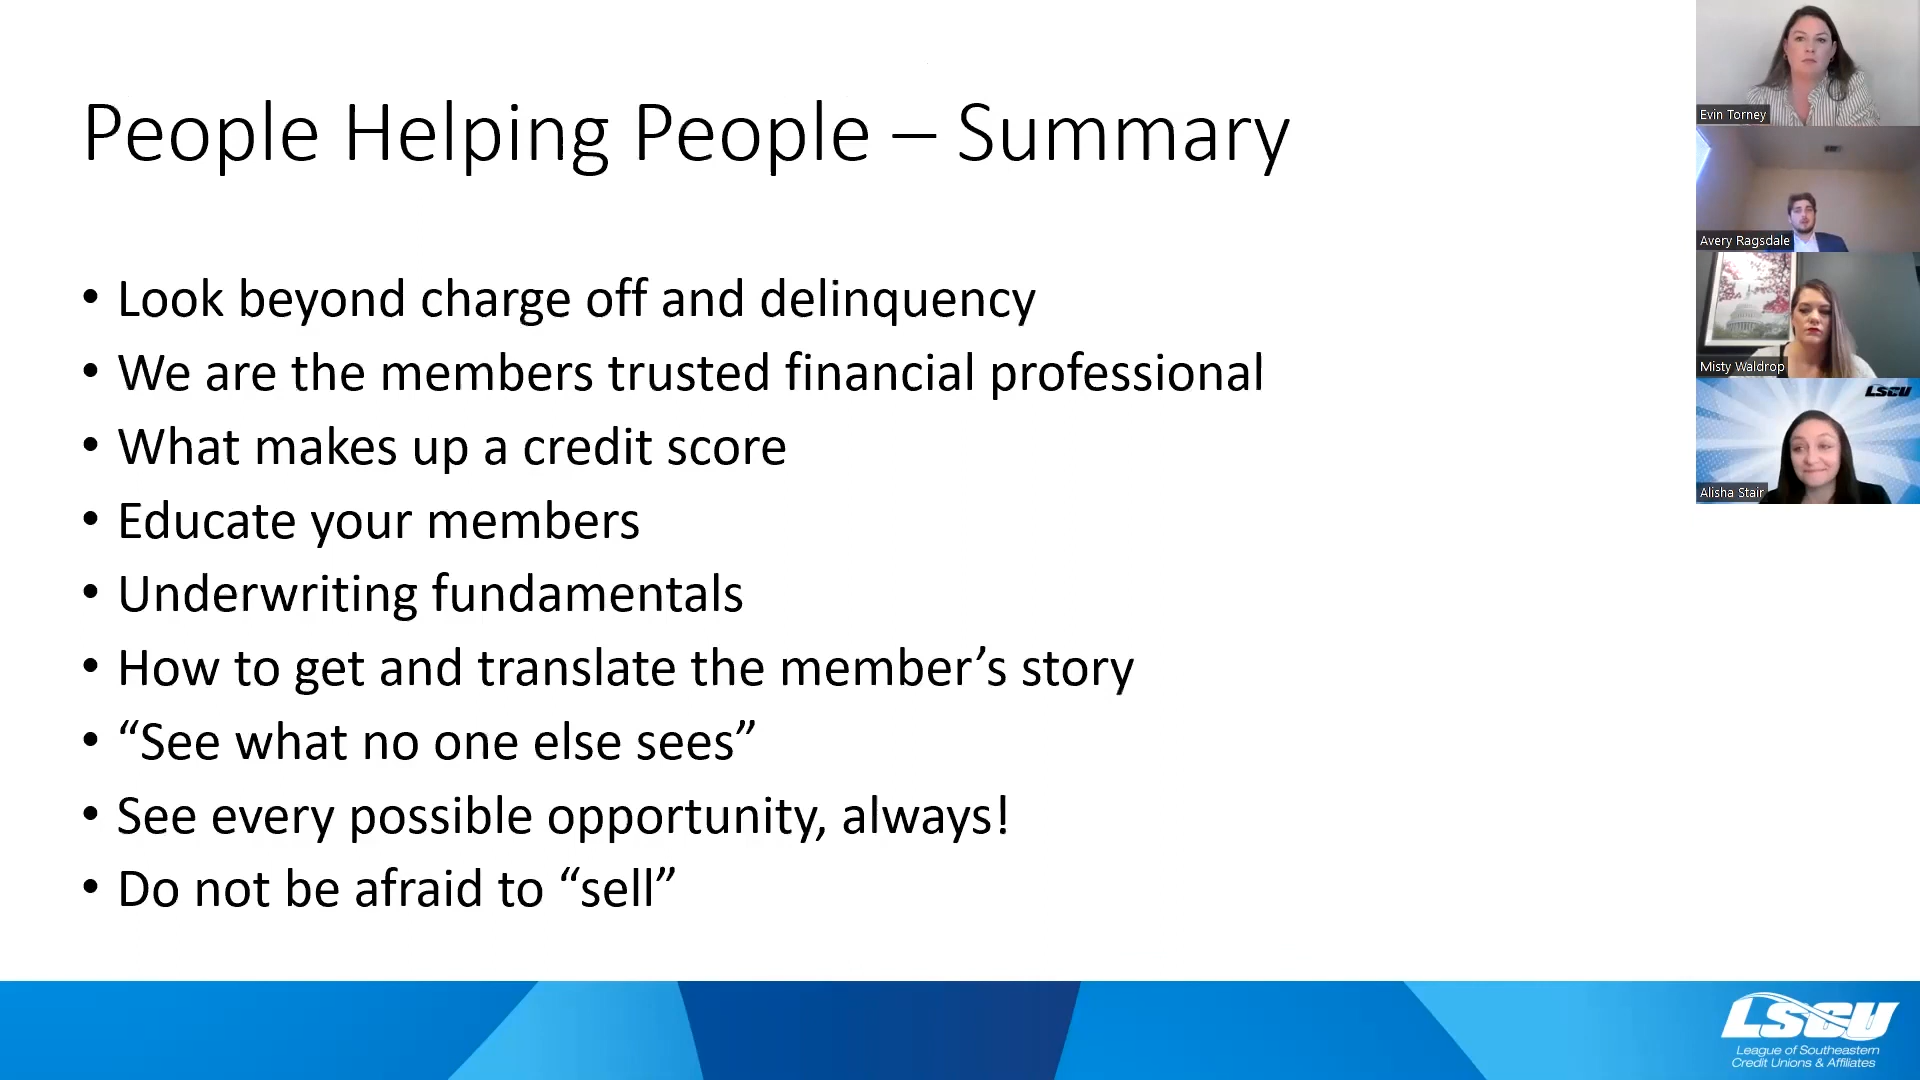 People Helping People – Summary
• Look beyond charge off and delinquency
• We are the members trusted financial professional
• What makes up a credit score
• Educate your members
• Underwriting fundamentals
• How to get and translate the member’s story
• “See what no one else sees”
• See every possible opportunity, always!
• Do not be afraid to “sell”
Evin Torney
Avery Ragsdale
Misty Waldrop
LSCU
Alisha Stair
LSCU
League of Southeastern
Credit Unions & Affiliates